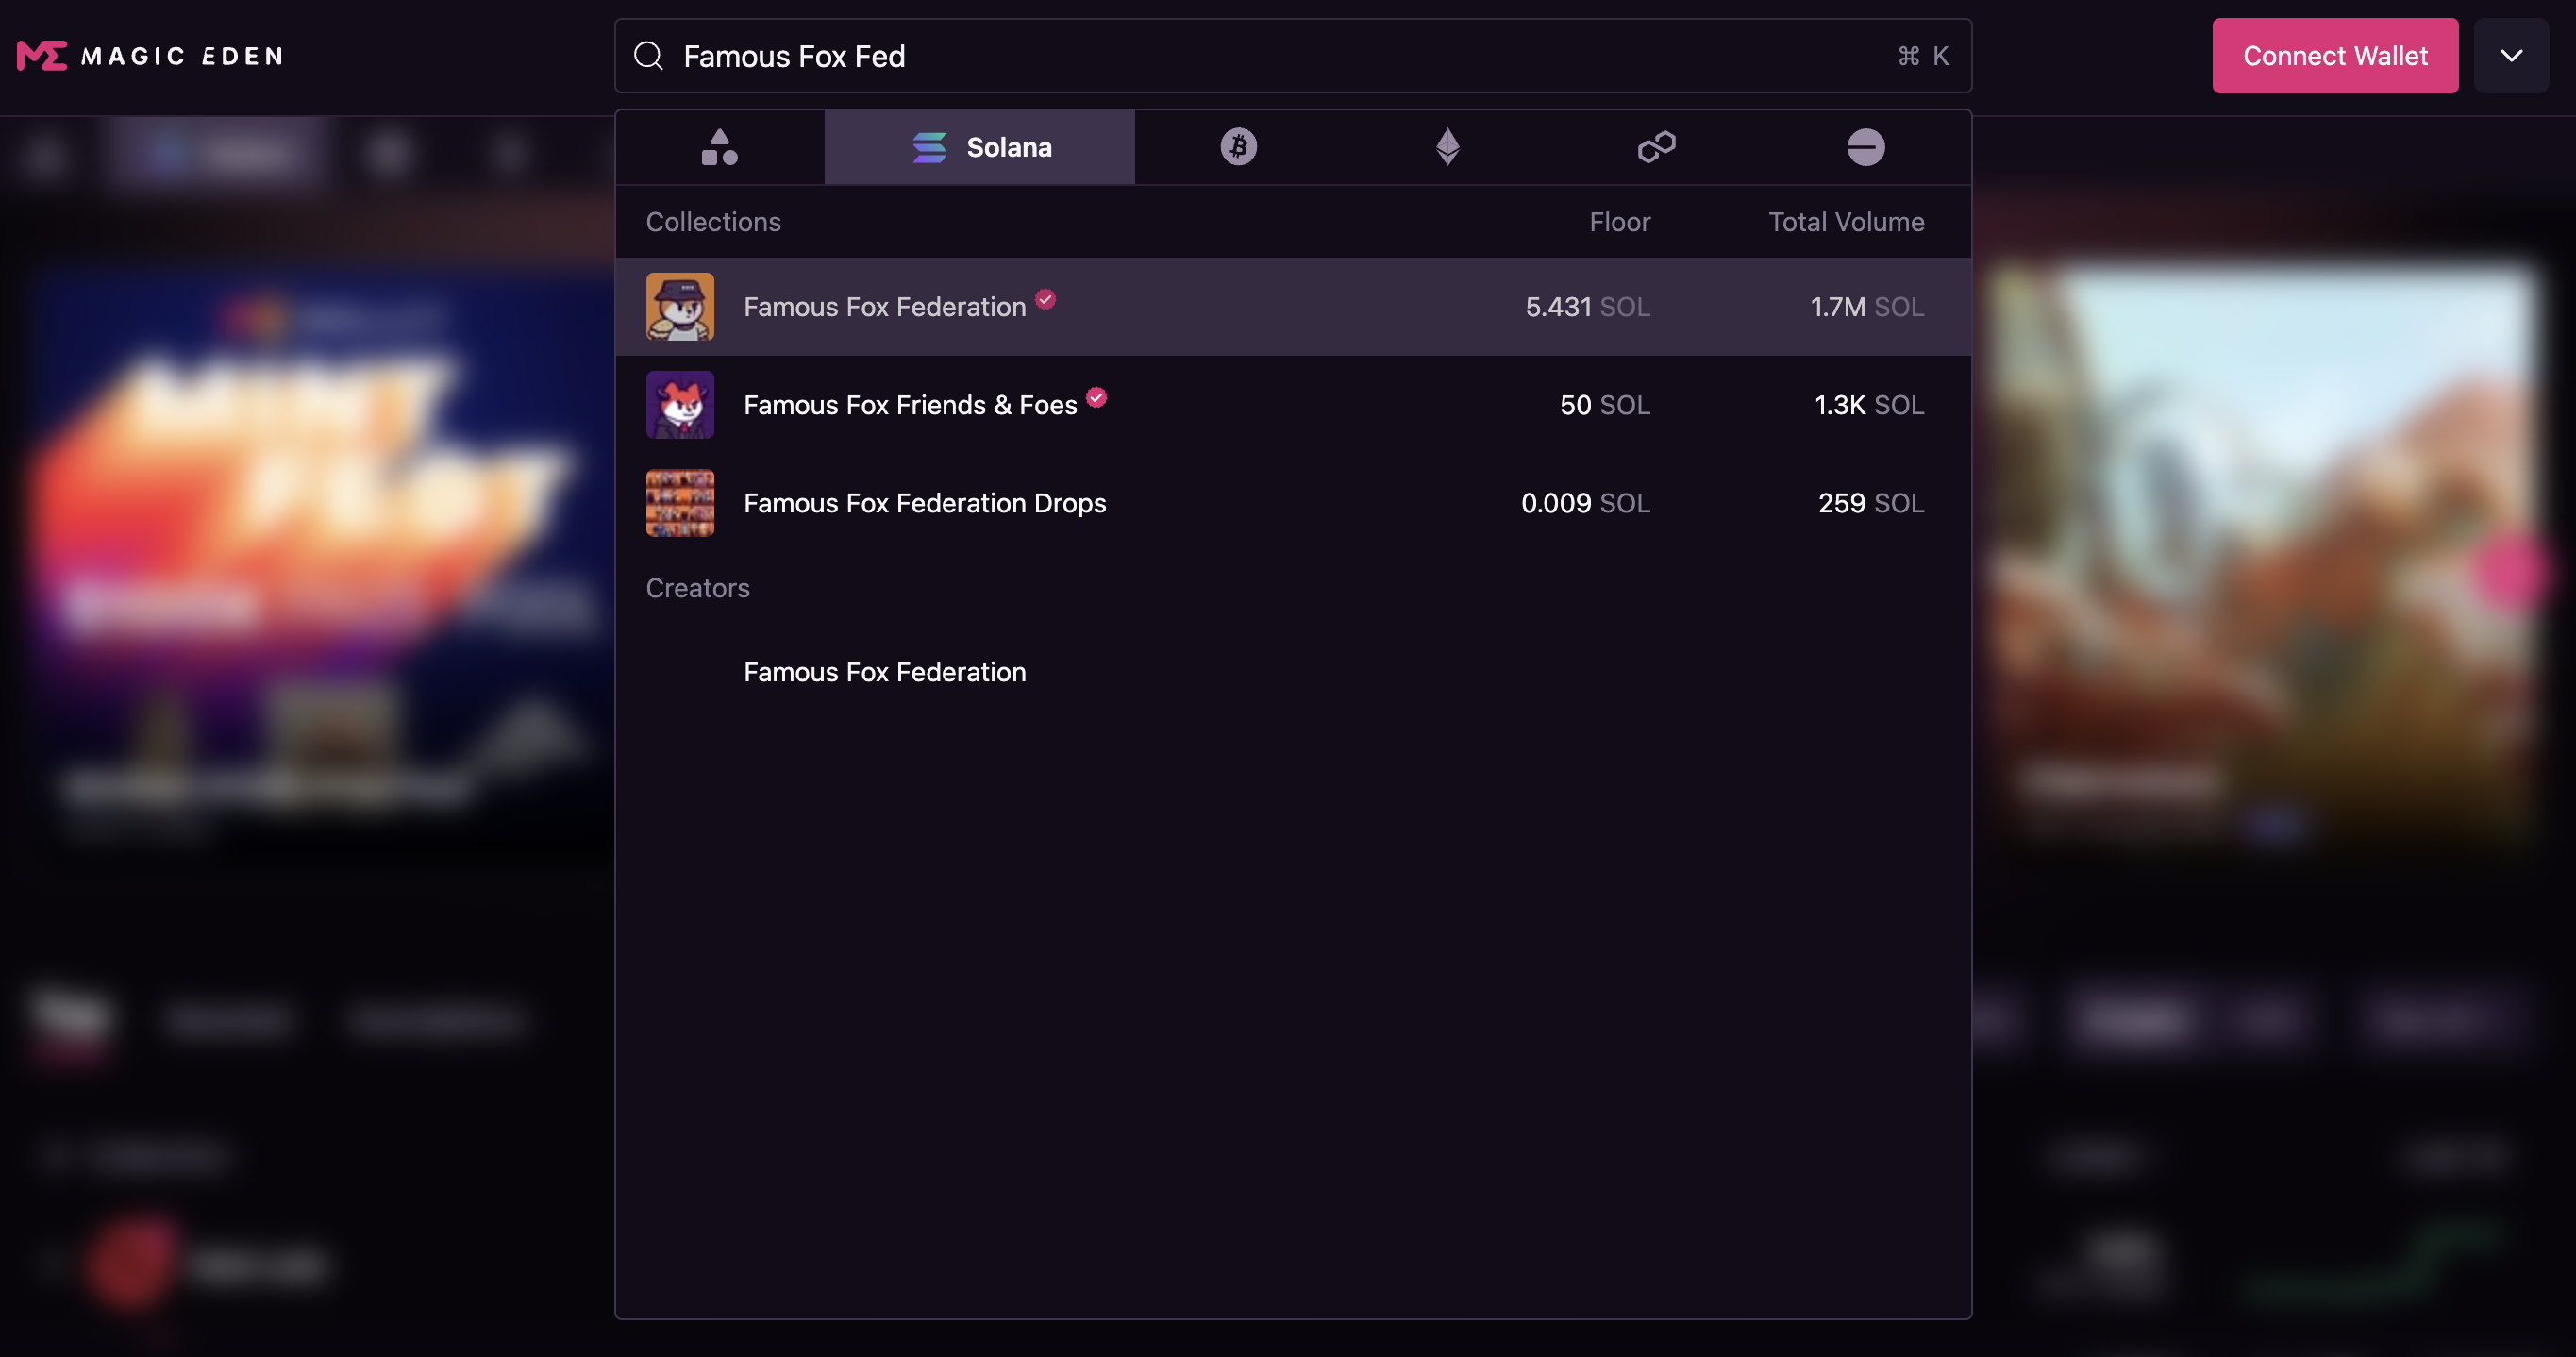 MAGIC EDEN
Famous Fox Fed
⌘ K
Connect Wallet
Solana
Collections Floor Total Volume
Famous Fox Federation 5.431 SOL 1.7M SOL
Famous Fox Friends & Foes 50 SOL 1.3K SOL
Famous Fox Federation Drops 0.009 SOL 259 SOL
Creators
Famous Fox Federation